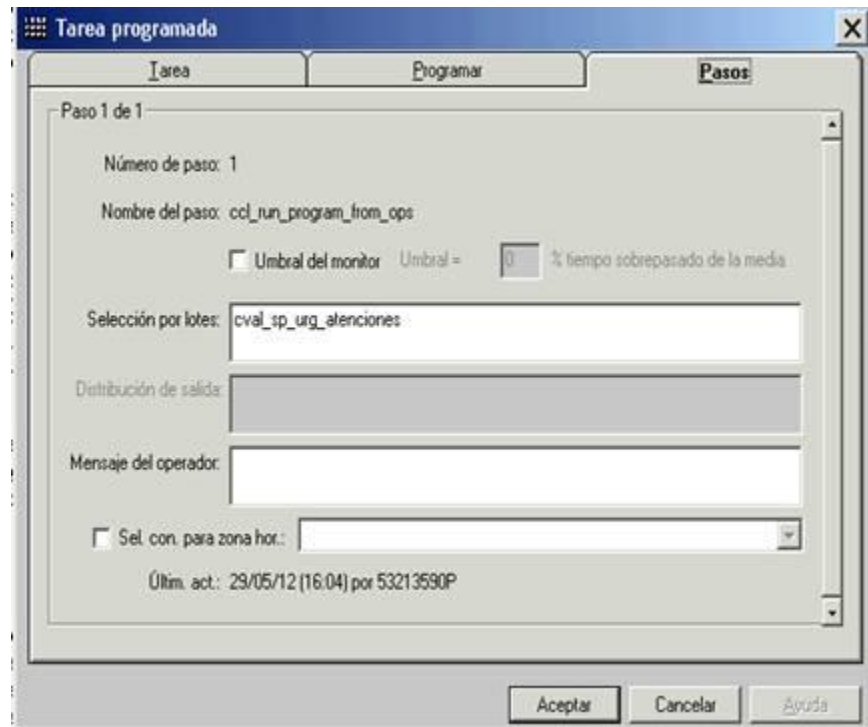 Tarea programada
Tarea Programar Pasos
Paso 1 de 1
Número de paso: 1
Nombre del paso: ccl_run_program_from_ops
Umbral del monitor Umbral = 0 % tiempo sobrepasado de la media
Selección por lotes: cval_sp_urg_atenciones
Distribución de salida:
Mensaje del operador:
Sel. con. para zona hor.:
Últim. act.: 29/05/12 (16:04) por 53213590P
Aceptar Cancelar Ayuda